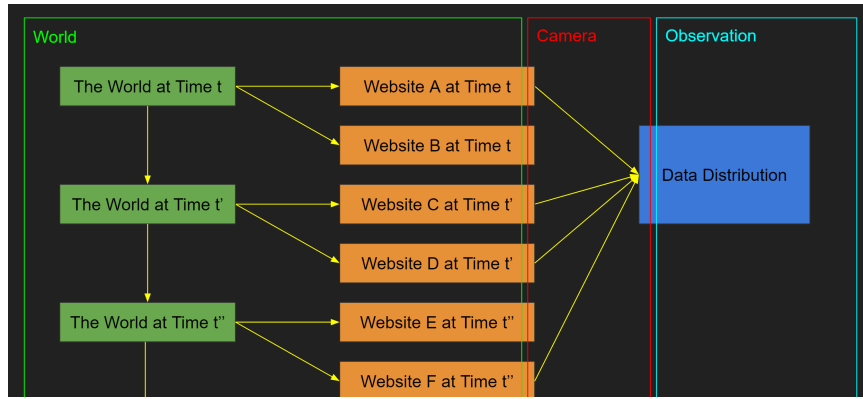 World
Camera
Observation
The World at Time t
Website A at Time t
Website B at Time t
Data Distribution
The World at Time t’
Website C at Time t’
Website D at Time t’
The World at Time t’’
Website E at Time t’’
Website F at Time t’’